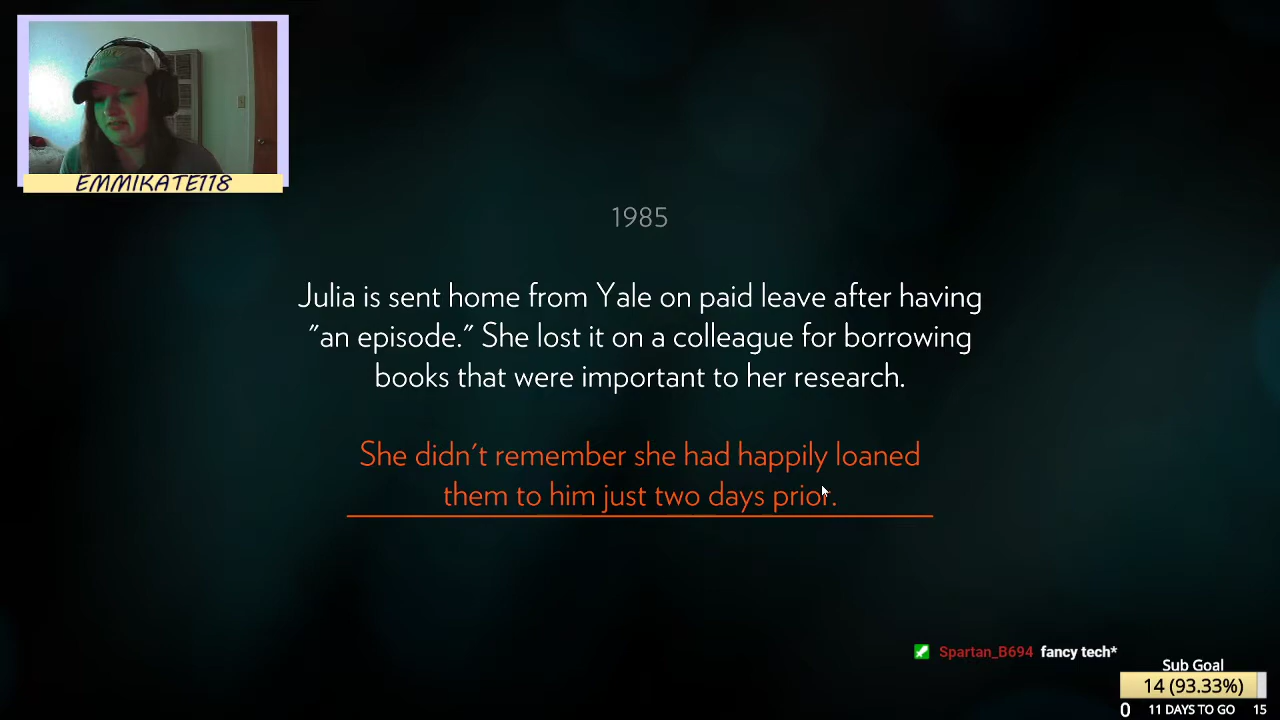 EMMIKATE118
1985
Julia is sent home from Yale on paid leave after having
"an episode." She lost it on a colleague for borrowing
books that were important to her research.
She didn't remember she had happily loaned
them to him just two days prior.
Spartan_B694 fancy tech*
Sub Goal
14 (93.33%)
0 11 DAYS TO GO 15